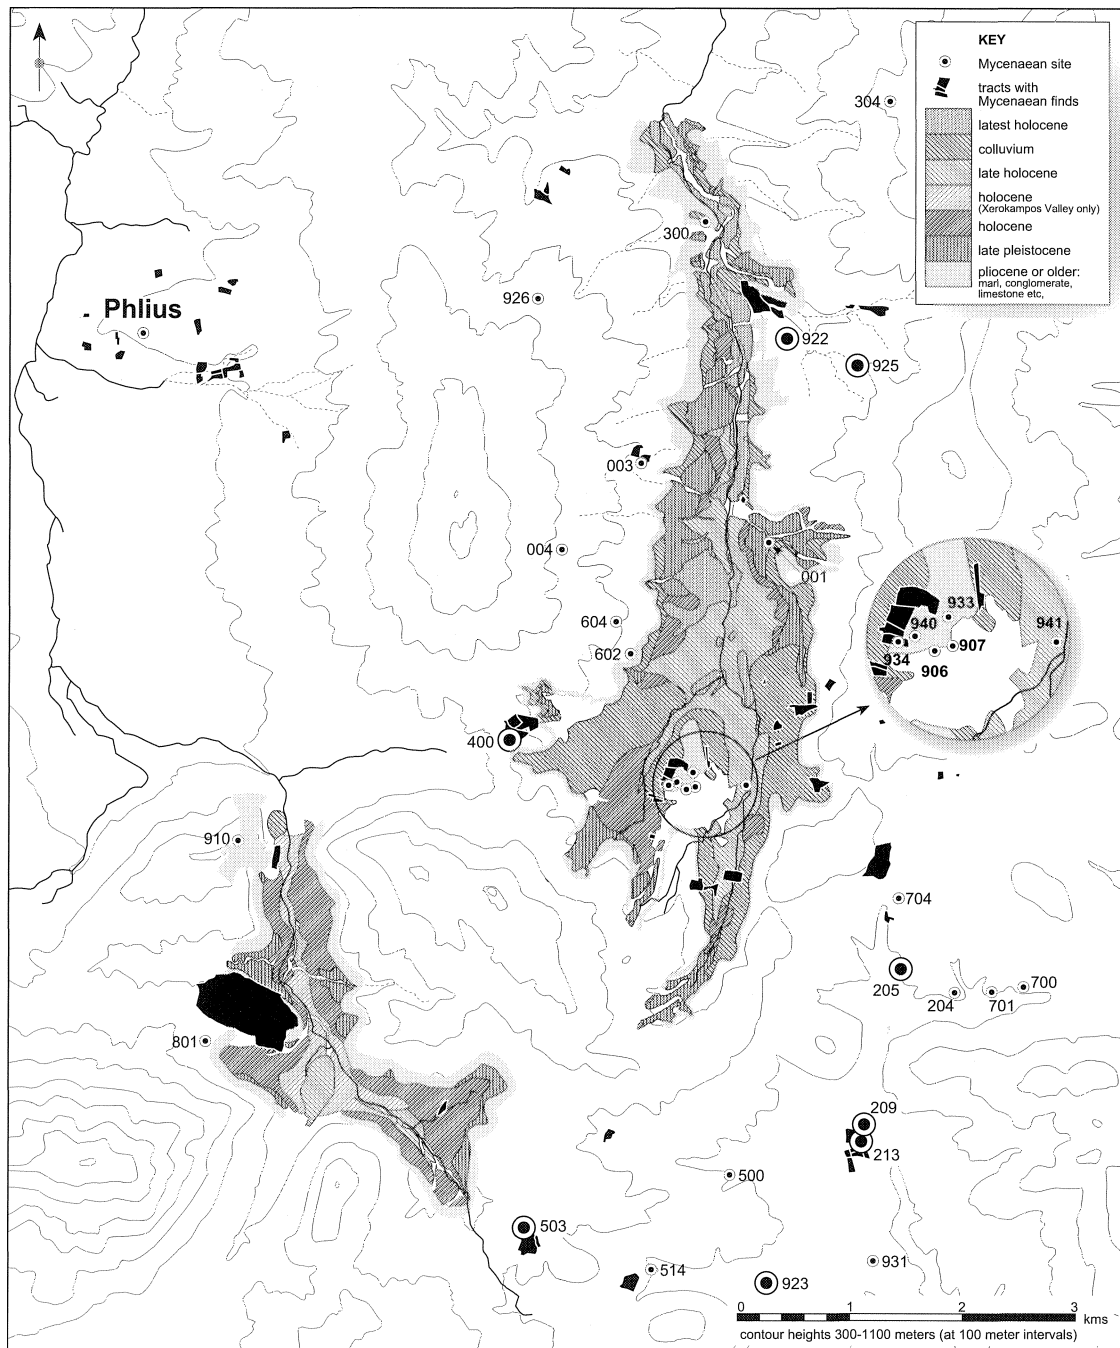 KEY
Mycenaean site
tracts with
Mycenaean finds
latest holocene
colluvium
late holocene
holocene
(Xerokampos Valley only)
holocene
late pleistocene
pliocene or older:
marl, conglomerate,
limestone etc,
304
300
926
Phlius
922
925
003
004
001
604
602
933
940
941
907
934
906
400
910
704
205
204
701
700
801
209
213
500
503
514
931
923
0 1 2 3 kms
contour heights 300-1100 meters (at 100 meter intervals)